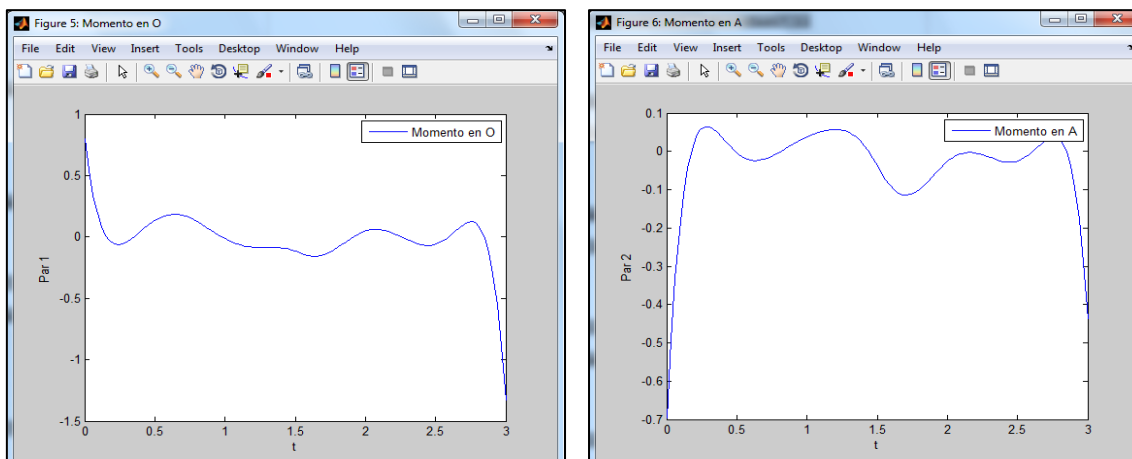 Figure 5: Momento en O
File Edit View Insert Tools Desktop Window Help
Momento en O
1
0.5
0
-0.5
-1
-1.5
Par 1
0 0.5 1 1.5 2 2.5 3
t
Figure 6: Momento en A
File Edit View Insert Tools Desktop Window Help
Momento en A
0.1
0
-0.1
-0.2
-0.3
-0.4
-0.5
-0.6
-0.7
Par 2
0 0.5 1 1.5 2 2.5 3
t